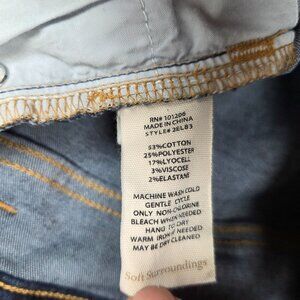 RN# 101206
MADE IN CHINA
STYLE# 2ELB3
53%COTTON
25%POLYESTER
17%LYOCELL
3%VISCOSE
2%ELASTANE
MACHINE WASH COLD
GENTLE CYCLE
ONLY NON-CHLORINE
BLEACH WHEN NEEDED
HANG TO DRY
WARM IRON IF NEEDED
MAY BE DRY CLEANED
Soft Surroundings